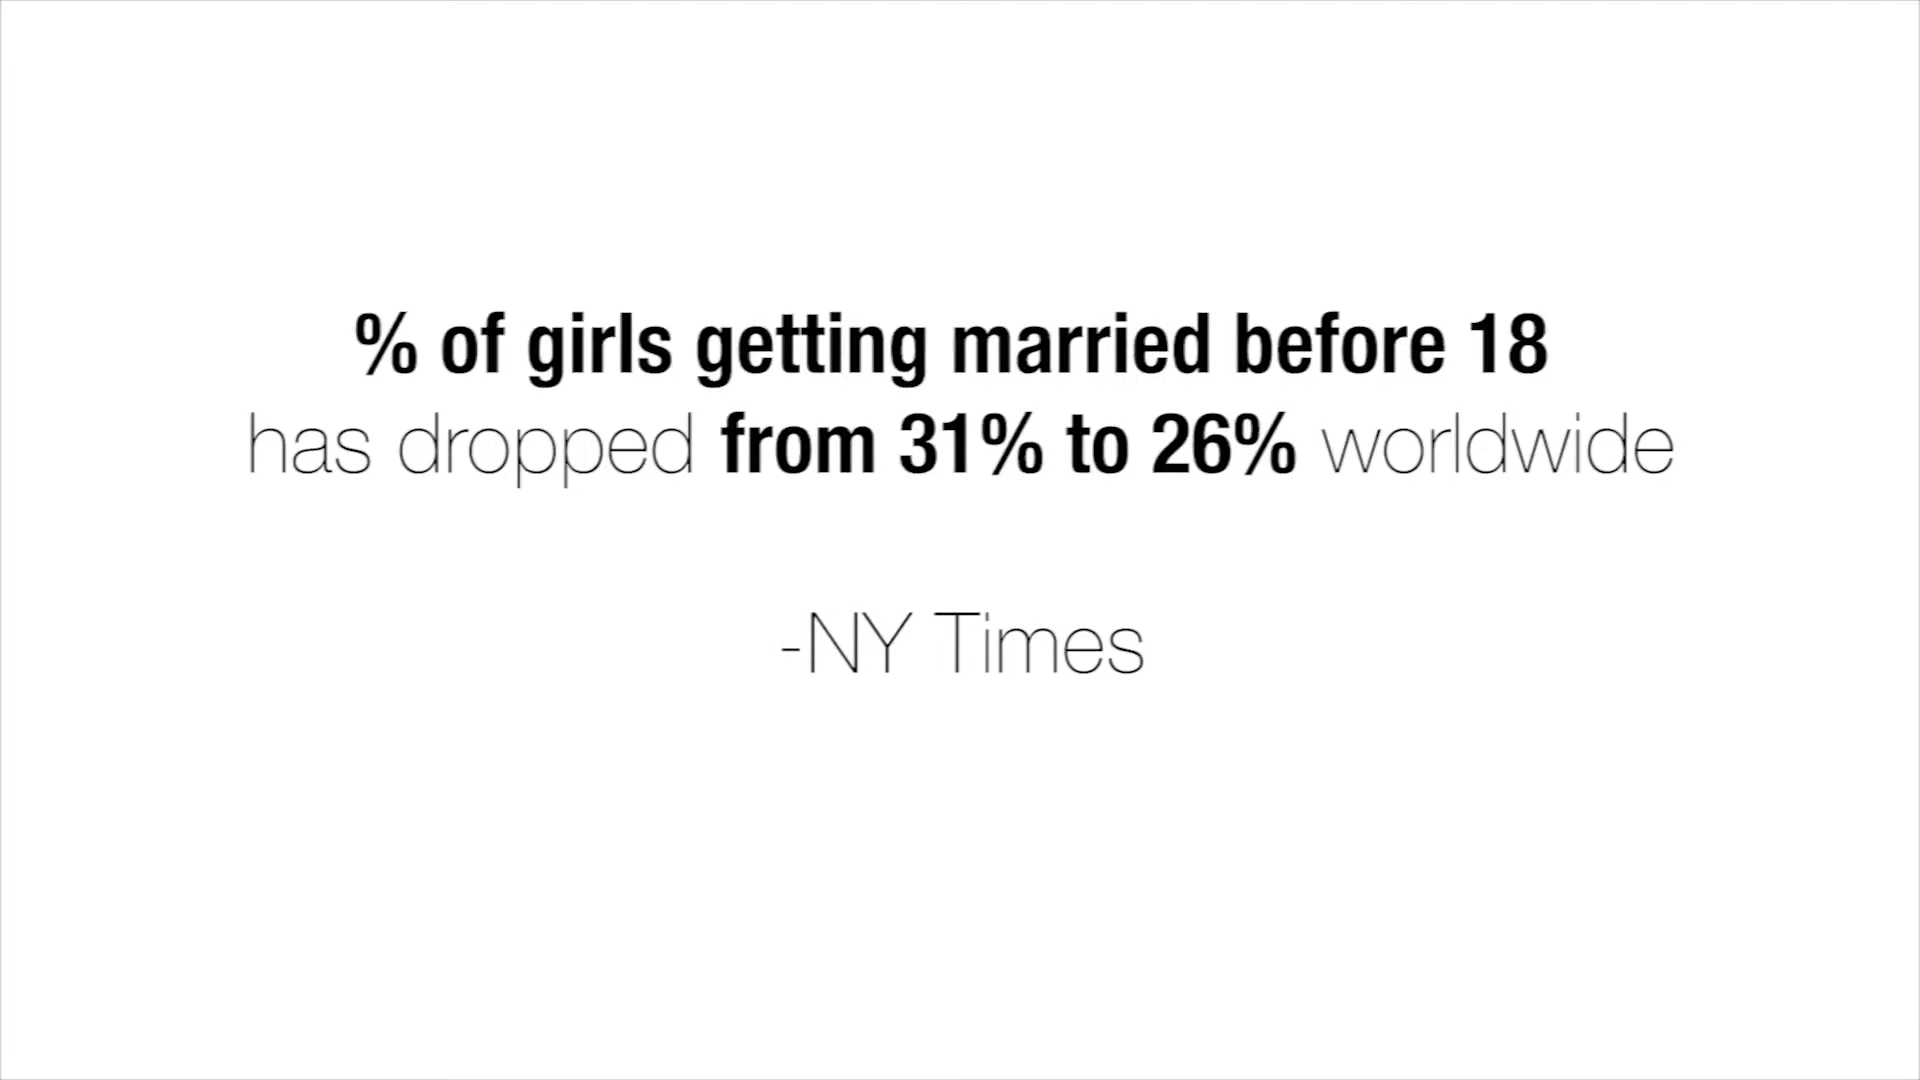 % of girls getting married before 18
has dropped from 31% to 26% worldwide
-NY Times